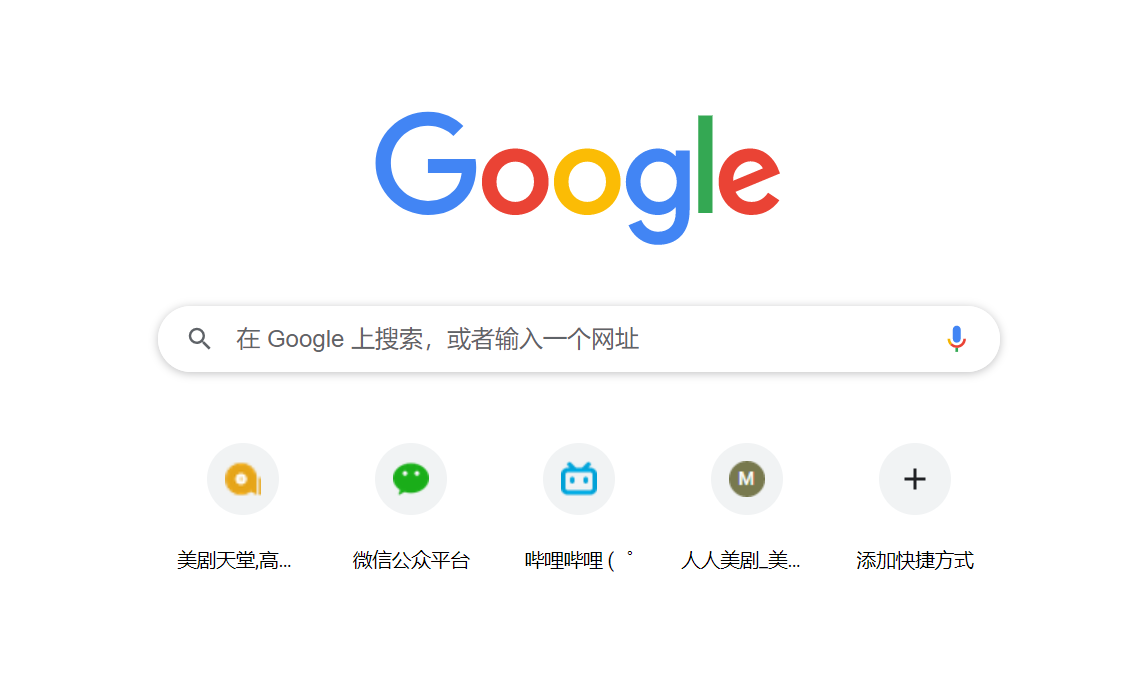 Google
在 Google 上搜索，或者输入一个网址
M
美剧天堂,高...
微信公众平台
哔哩哔哩 ( ゜
人人美剧_美...
添加快捷方式